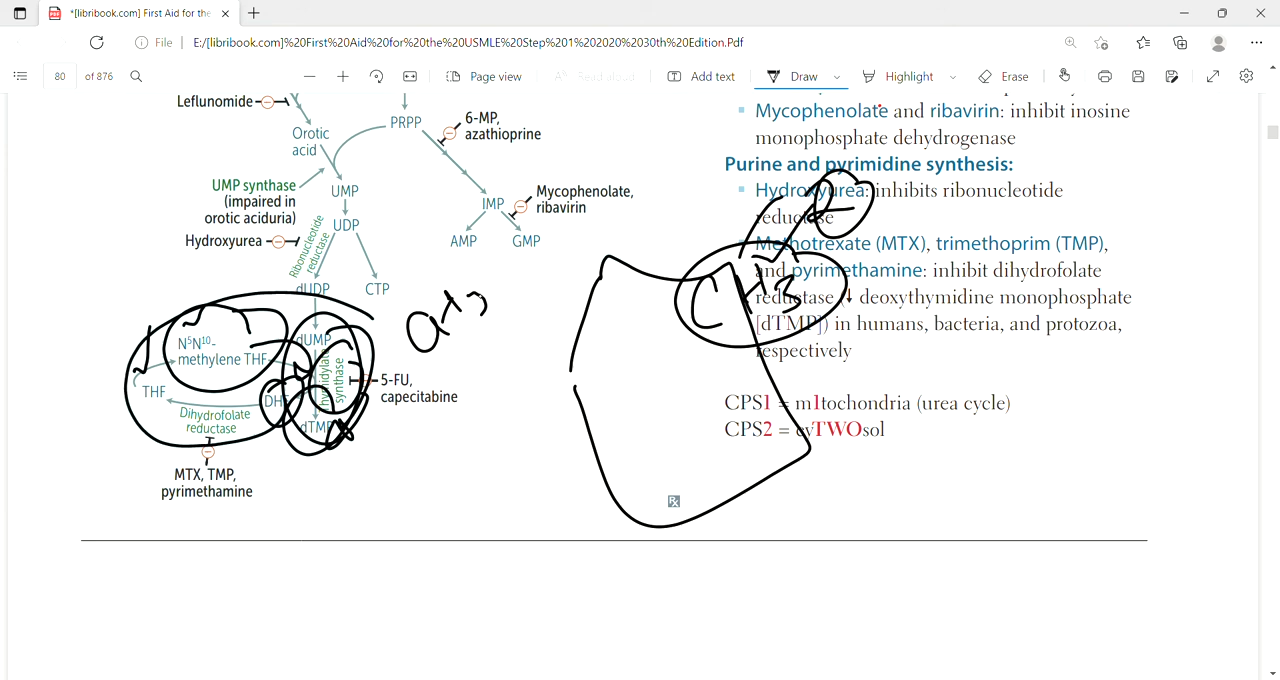 *[libribook.com] First Aid for the
File
E:/[libribook.com]%20First%20Aid%20for%20the%20USMLE%20Step%201%202020%2030th%20Edition.Pdf
80 of 876
Page view
Read aloud
Add text
Draw
Highlight
Erase
Leflunomide
Orotic
acid
PRPP
6-MP,
azathioprine
UMP synthase
(impaired in
orotic aciduria)
UMP
Hydroxyurea
UDP
Ribonucleotide
reductase
IMP
Mycophenolate,
ribavirin
AMP
GMP
dUDP
CTP
N5N10-
methylene THF
dUMP
THF
DHF
Thymidylate
synthase
5-FU,
capecitabine
Dihydrofolate
reductase
dTMP
MTX, TMP,
pyrimethamine
CH3
Mycophenolate and ribavirin: inhibit inosine
monophosphate dehydrogenase
Purine and pyrimidine synthesis:
Hydroxyurea: inhibits ribonucleotide
reductase
Methotrexate (MTX), trimethoprim (TMP),
and pyrimethamine: inhibit dihydrofolate
reductase (↓ deoxythymidine monophosphate
[dTMP]) in humans, bacteria, and protozoa,
respectively
CPS1 = m1tochondria (urea cycle)
CPS2 = cyTWOsol
Rx